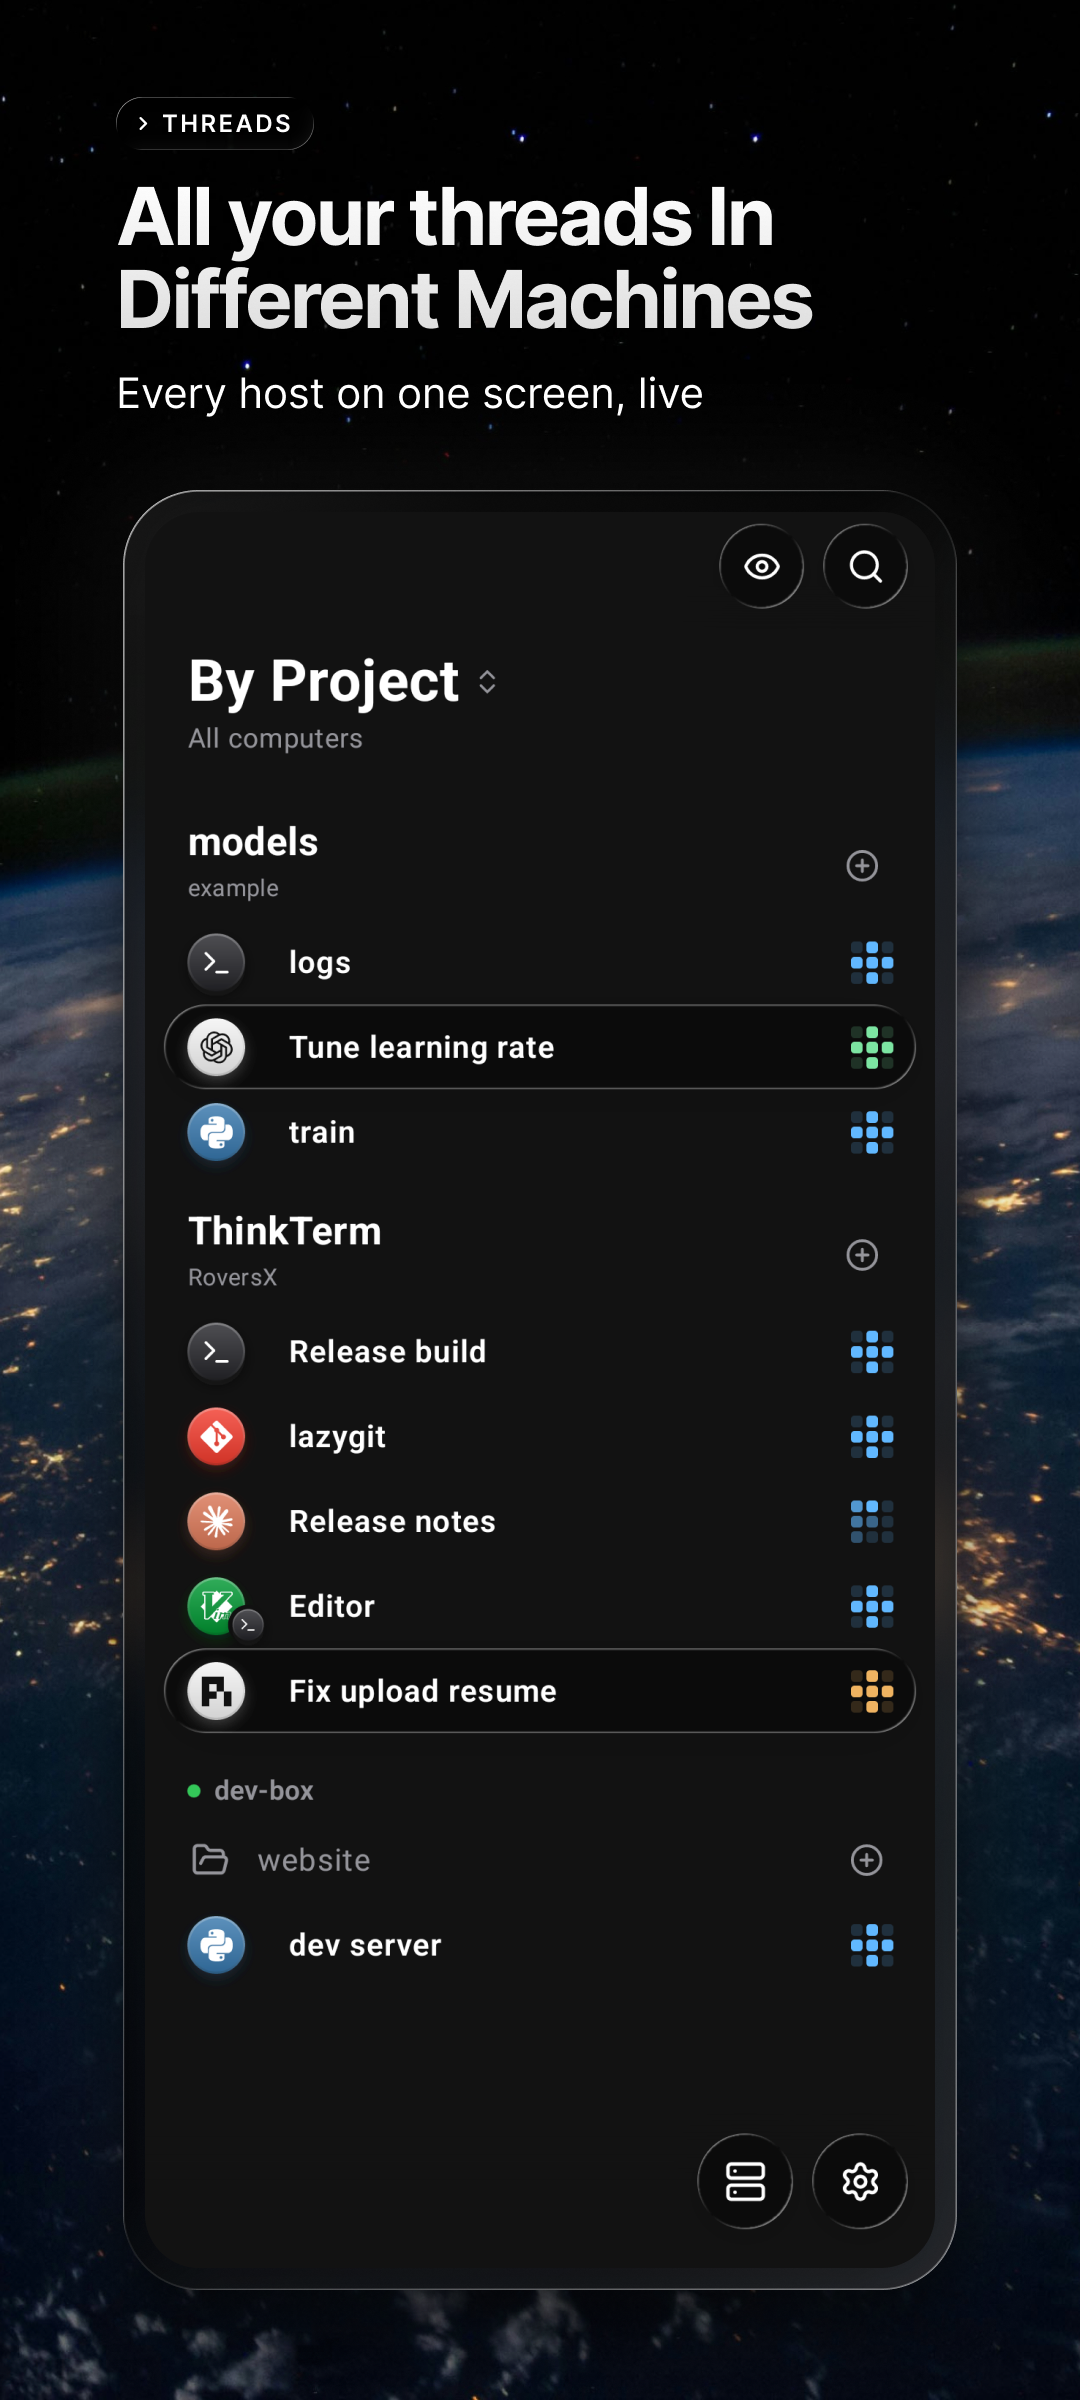 THREADS
All your threads In
Different Machines
Every host on one screen, live
By Project
All computers
models
example
logs
Tune learning rate
train
ThinkTerm
RoversX
Release build
lazygit
Release notes
Editor
Fix upload resume
dev-box
website
dev server